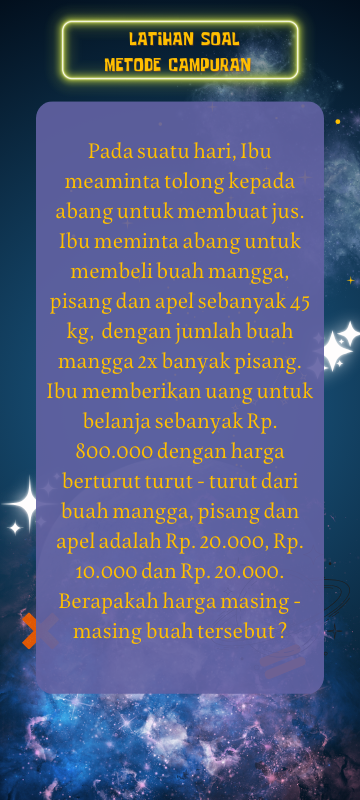 LATIHAN SOAL
METODE CAMPURAN
Pada suatu hari, Ibu
meaminta tolong kepada
abang untuk membuat jus.
Ibu meminta abang untuk
membeli buah mangga,
pisang dan apel sebanyak 45
kg, dengan jumlah buah
mangga 2x banyak pisang.
Ibu memberikan uang untuk
belanja sebanyak Rp.
800.000 dengan harga
berturut turut - turut dari
buah mangga, pisang dan
apel adalah Rp. 20.000, Rp.
10.000 dan Rp. 20.000.
Berapakah harga masing -
masing buah tersebut ?